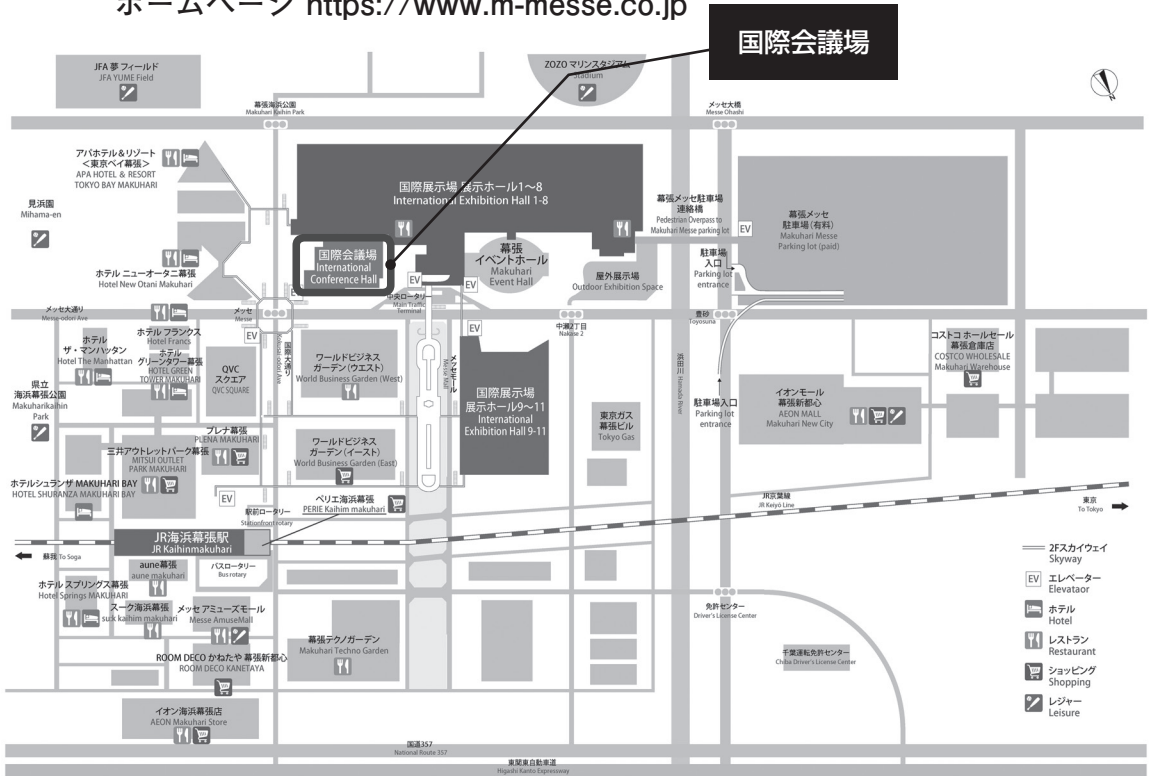 ホームページ https://www.m-messe.co.jp
国際会議場
JFA 夢 フィールド
JFA YUME Field
ZOZO マリンスタジアム
Stadium
幕張海浜公園
Makuhari Kaihin Park
メッセ大橋
Messe Ohashi
アパホテル&リゾート
<東京ベイ幕張>
APA HOTEL & RESORT
TOKYO BAY MAKUHARI
国際展示場 展示ホール1~8
International Exhibition Hall 1-8
見浜園
Mihama-en
幕張メッセ駐車場
連絡橋
Pedestrian Overpass to
Makuhari Messe parking lot
EV
幕張メッセ
駐車場(有料)
Makuhari Messe
Parking lot (paid)
国際会議場
International
Conference Hall
幕張
イベントホール
Makuhari
Event Hall
駐車場
入口
Parking lot
entrance
ホテル ニューオータニ幕張
Hotel New Otani Makuhari
EV
EV
EV
屋外展示場
Outdoor Exhibition Space
中央ロータリー
Main Traffic
Terminal
メッセ大通り
Messe-odori Ave
メッセ
Messe
中瀬2丁目
Nakase 2
豊砂
Toyosuna
ホテル フランクス
Hotel Francs
EV
EV
ホテル
ザ・マンハッタン
Hotel The Manhattan
ホテル
グリーンタワー幕張
HOTEL GREEN
TOWER MAKUHARI
QVC
スクエア
QVC SQUARE
国際大通り
Kokusai-odori Ave
ワールドビジネス
ガーデン(ウエスト)
World Business Garden (West)
メッセモール
Messe Mall
国際展示場
展示ホール9~11
International
Exhibition Hall 9-11
浜田川 Hamada River
コストコ ホールセール
幕張倉庫店
COSTCO WHOLESALE
Makuhari Warehouse
県立
海浜幕張公園
Makuharikaihin
Park
東京ガス
幕張ビル
Tokyo Gas
駐車場入口
Parking lot
entrance
イオンモール
幕張新都心
AEON MALL
Makuhari New City
プレナ幕張
PLENA MAKUHARI
三井アウトレットパーク幕張
MITSUI OUTLET
PARK MAKUHARI
ワールドビジネス
ガーデン(イースト)
World Business Garden (East)
ホテルシュランザ MAKUHARI BAY
HOTEL SHURANZA MAKUHARI BAY
EV
駅前ロータリー
Stationfront rotary
ペリエ海浜幕張
PERIE Kaihim makuhari
JR京葉線
JR Keiyo Line
東京
To Tokyo
JR海浜幕張駅
JR Kaihinmakuhari
蘇我 To Soga
aune幕張
aune makuhari
バスロータリー
Bus rotary
ホテル スプリングス幕張
Hotel Springs MAKUHARI
スーク海浜幕張
su:k kaihim makuhari
メッセ アミューズモール
Messe AmuseMall
免許センター
Driver's License Center
ROOM DECO かねたや 幕張新都心
ROOM DECO KANETAYA
幕張テクノガーデン
Makuhari Techno Garden
千葉運転免許センター
Chiba Driver's License Center
イオン海浜幕張店
AEON Makuhari Store
国道357
National Route 357
東関東自動車道
Higashi Kanto Expressway
2Fスカイウェイ
Skyway
EV エレベーター
Elevataor
ホテル
Hotel
レストラン
Restaurant
ショッピング
Shopping
レジャー
Leisure